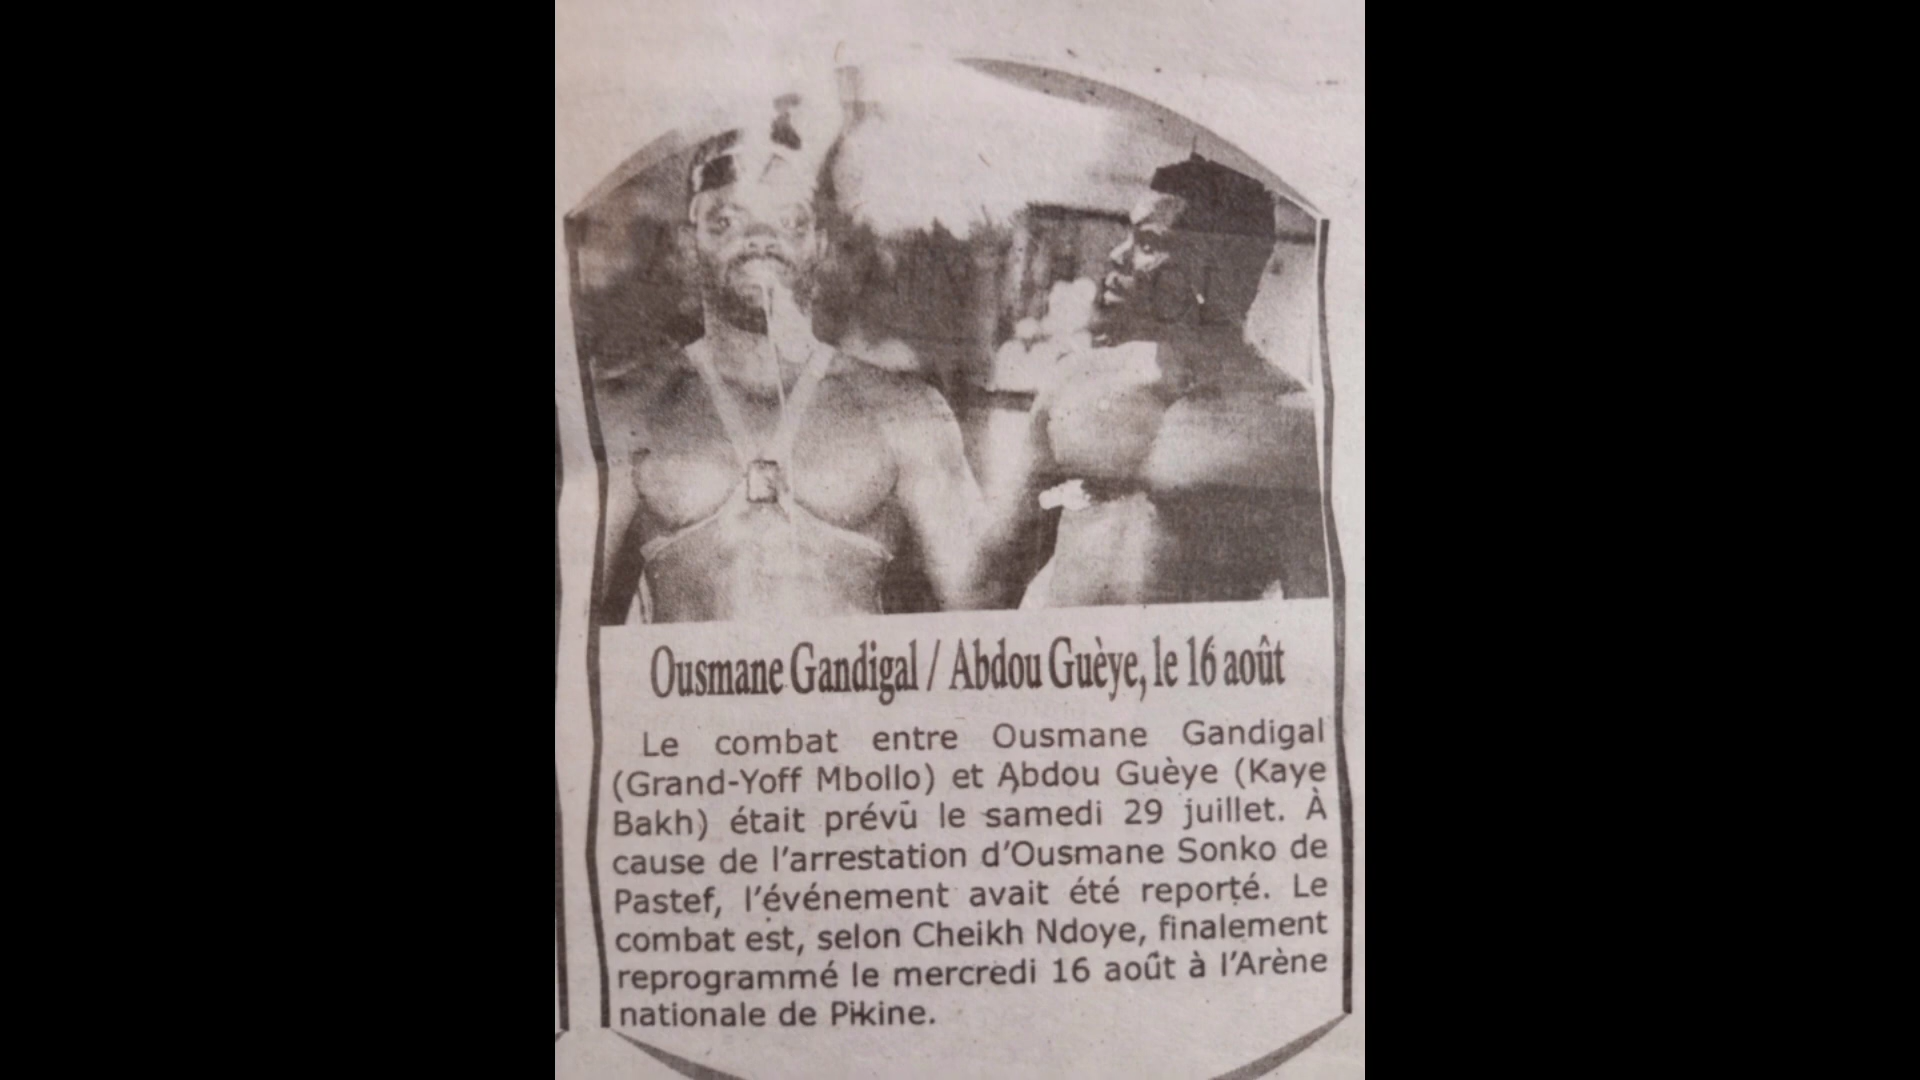 Ousmane Gandigal / Abdou Guèye, le 16 août
Le combat entre Ousmane Gandigal
(Grand-Yoff Mbollo) et Abdou Guèye (Kaye
Bakh) était prévu le samedi 29 juillet. À
cause de l'arrestation d'Ousmane Sonko de
Pastef, l'événement avait été reporté. Le
combat est, selon Cheikh Ndoye, finalement
reprogrammé le mercredi 16 août à l'Arène
nationale de Pikine.